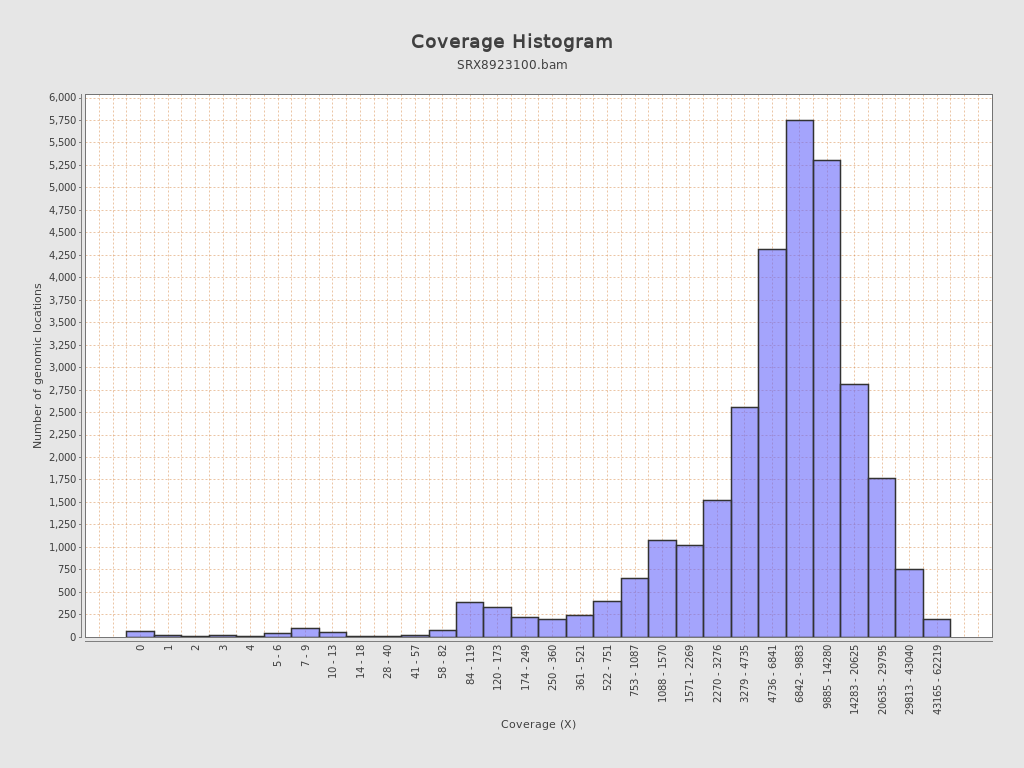 Coverage Histogram
SRX8923100.bam
6,000
5,750
5,500
5,250
5,000
4,750
4,500
4,250
4,000
3,750
3,500
3,250
3,000
2,750
2,500
2,250
2,000
1,750
1,500
1,250
1,000
750
500
250
0
Number of genomic locations
0
1
2
3
4
5 - 6
7 - 9
10 - 13
14 - 18
28 - 40
41 - 57
58 - 82
84 - 119
120 - 173
174 - 249
250 - 360
361 - 521
522 - 751
753 - 1087
1088 - 1570
1571 - 2269
2270 - 3276
3279 - 4735
4736 - 6841
6842 - 9883
9885 - 14280
14283 - 20625
20635 - 29795
29813 - 43040
43165 - 62219
Coverage (X)